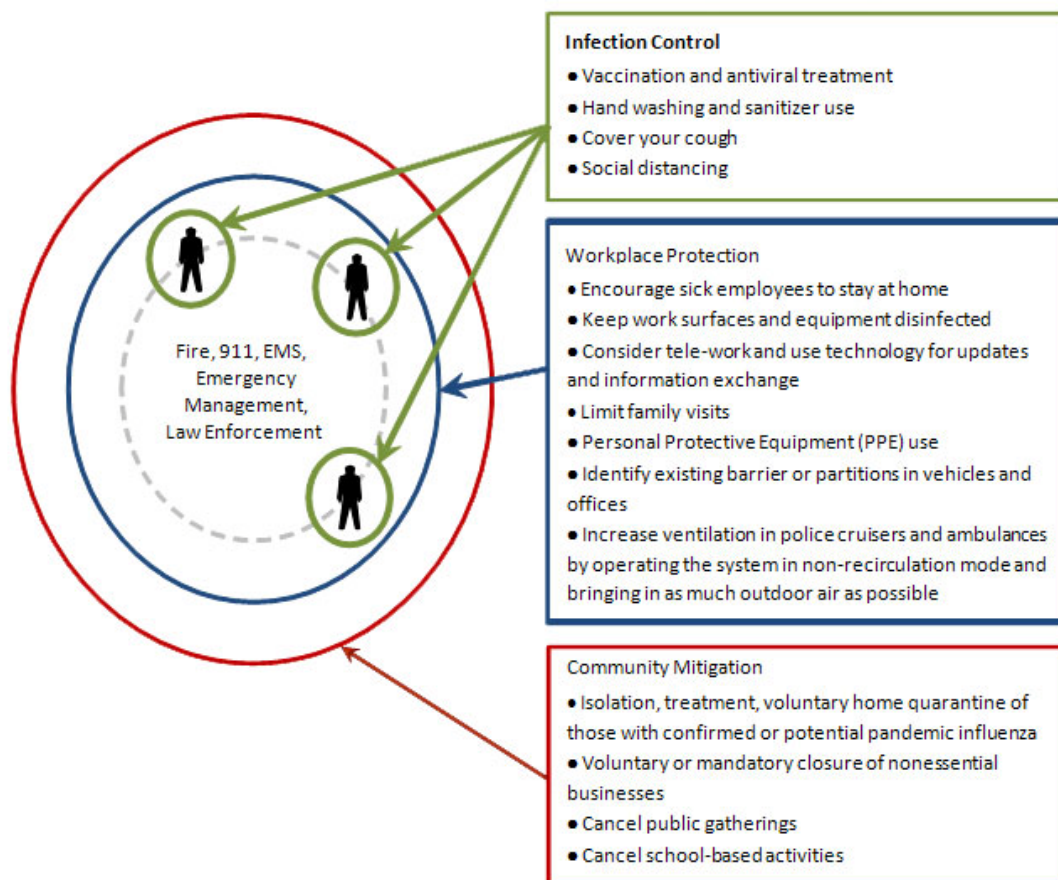 Infection Control
● Vaccination and antiviral treatment
● Hand washing and sanitizer use
● Cover your cough
● Social distancing
Fire, 911, EMS,
Emergency
Management,
Law Enforcement
Workplace Protection
● Encourage sick employees to stay at home
● Keep work surfaces and equipment disinfected
● Consider tele-work and use technology for updates
and information exchange
● Limit family visits
● Personal Protective Equipment (PPE) use
● Identify existing barrier or partitions in vehicles and
offices
● Increase ventilation in police cruisers and ambulances
by operating the system in non-recirculation mode and
bringing in as much outdoor air as possible
Community Mitigation
● Isolation, treatment, voluntary home quarantine of
those with confirmed or potential pandemic influenza
● Voluntary or mandatory closure of nonessential
businesses
● Cancel public gatherings
● Cancel school-based activities